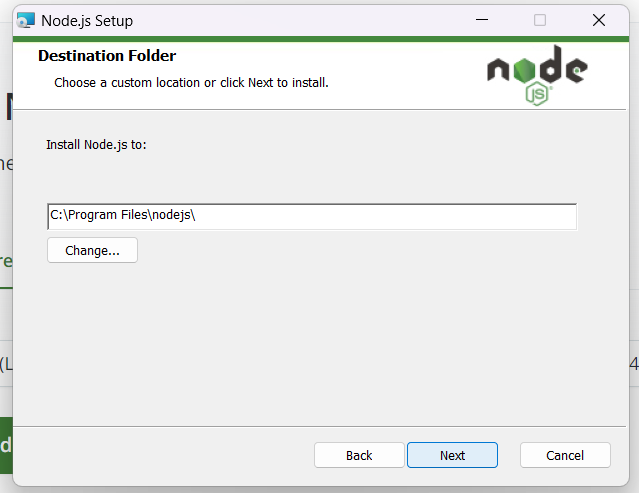 Node.js Setup
Destination Folder
Choose a custom location or click Next to install.
node
JS
Install Node.js to:
C:\Program Files\nodejs\
Change...
Back
Next
Cancel